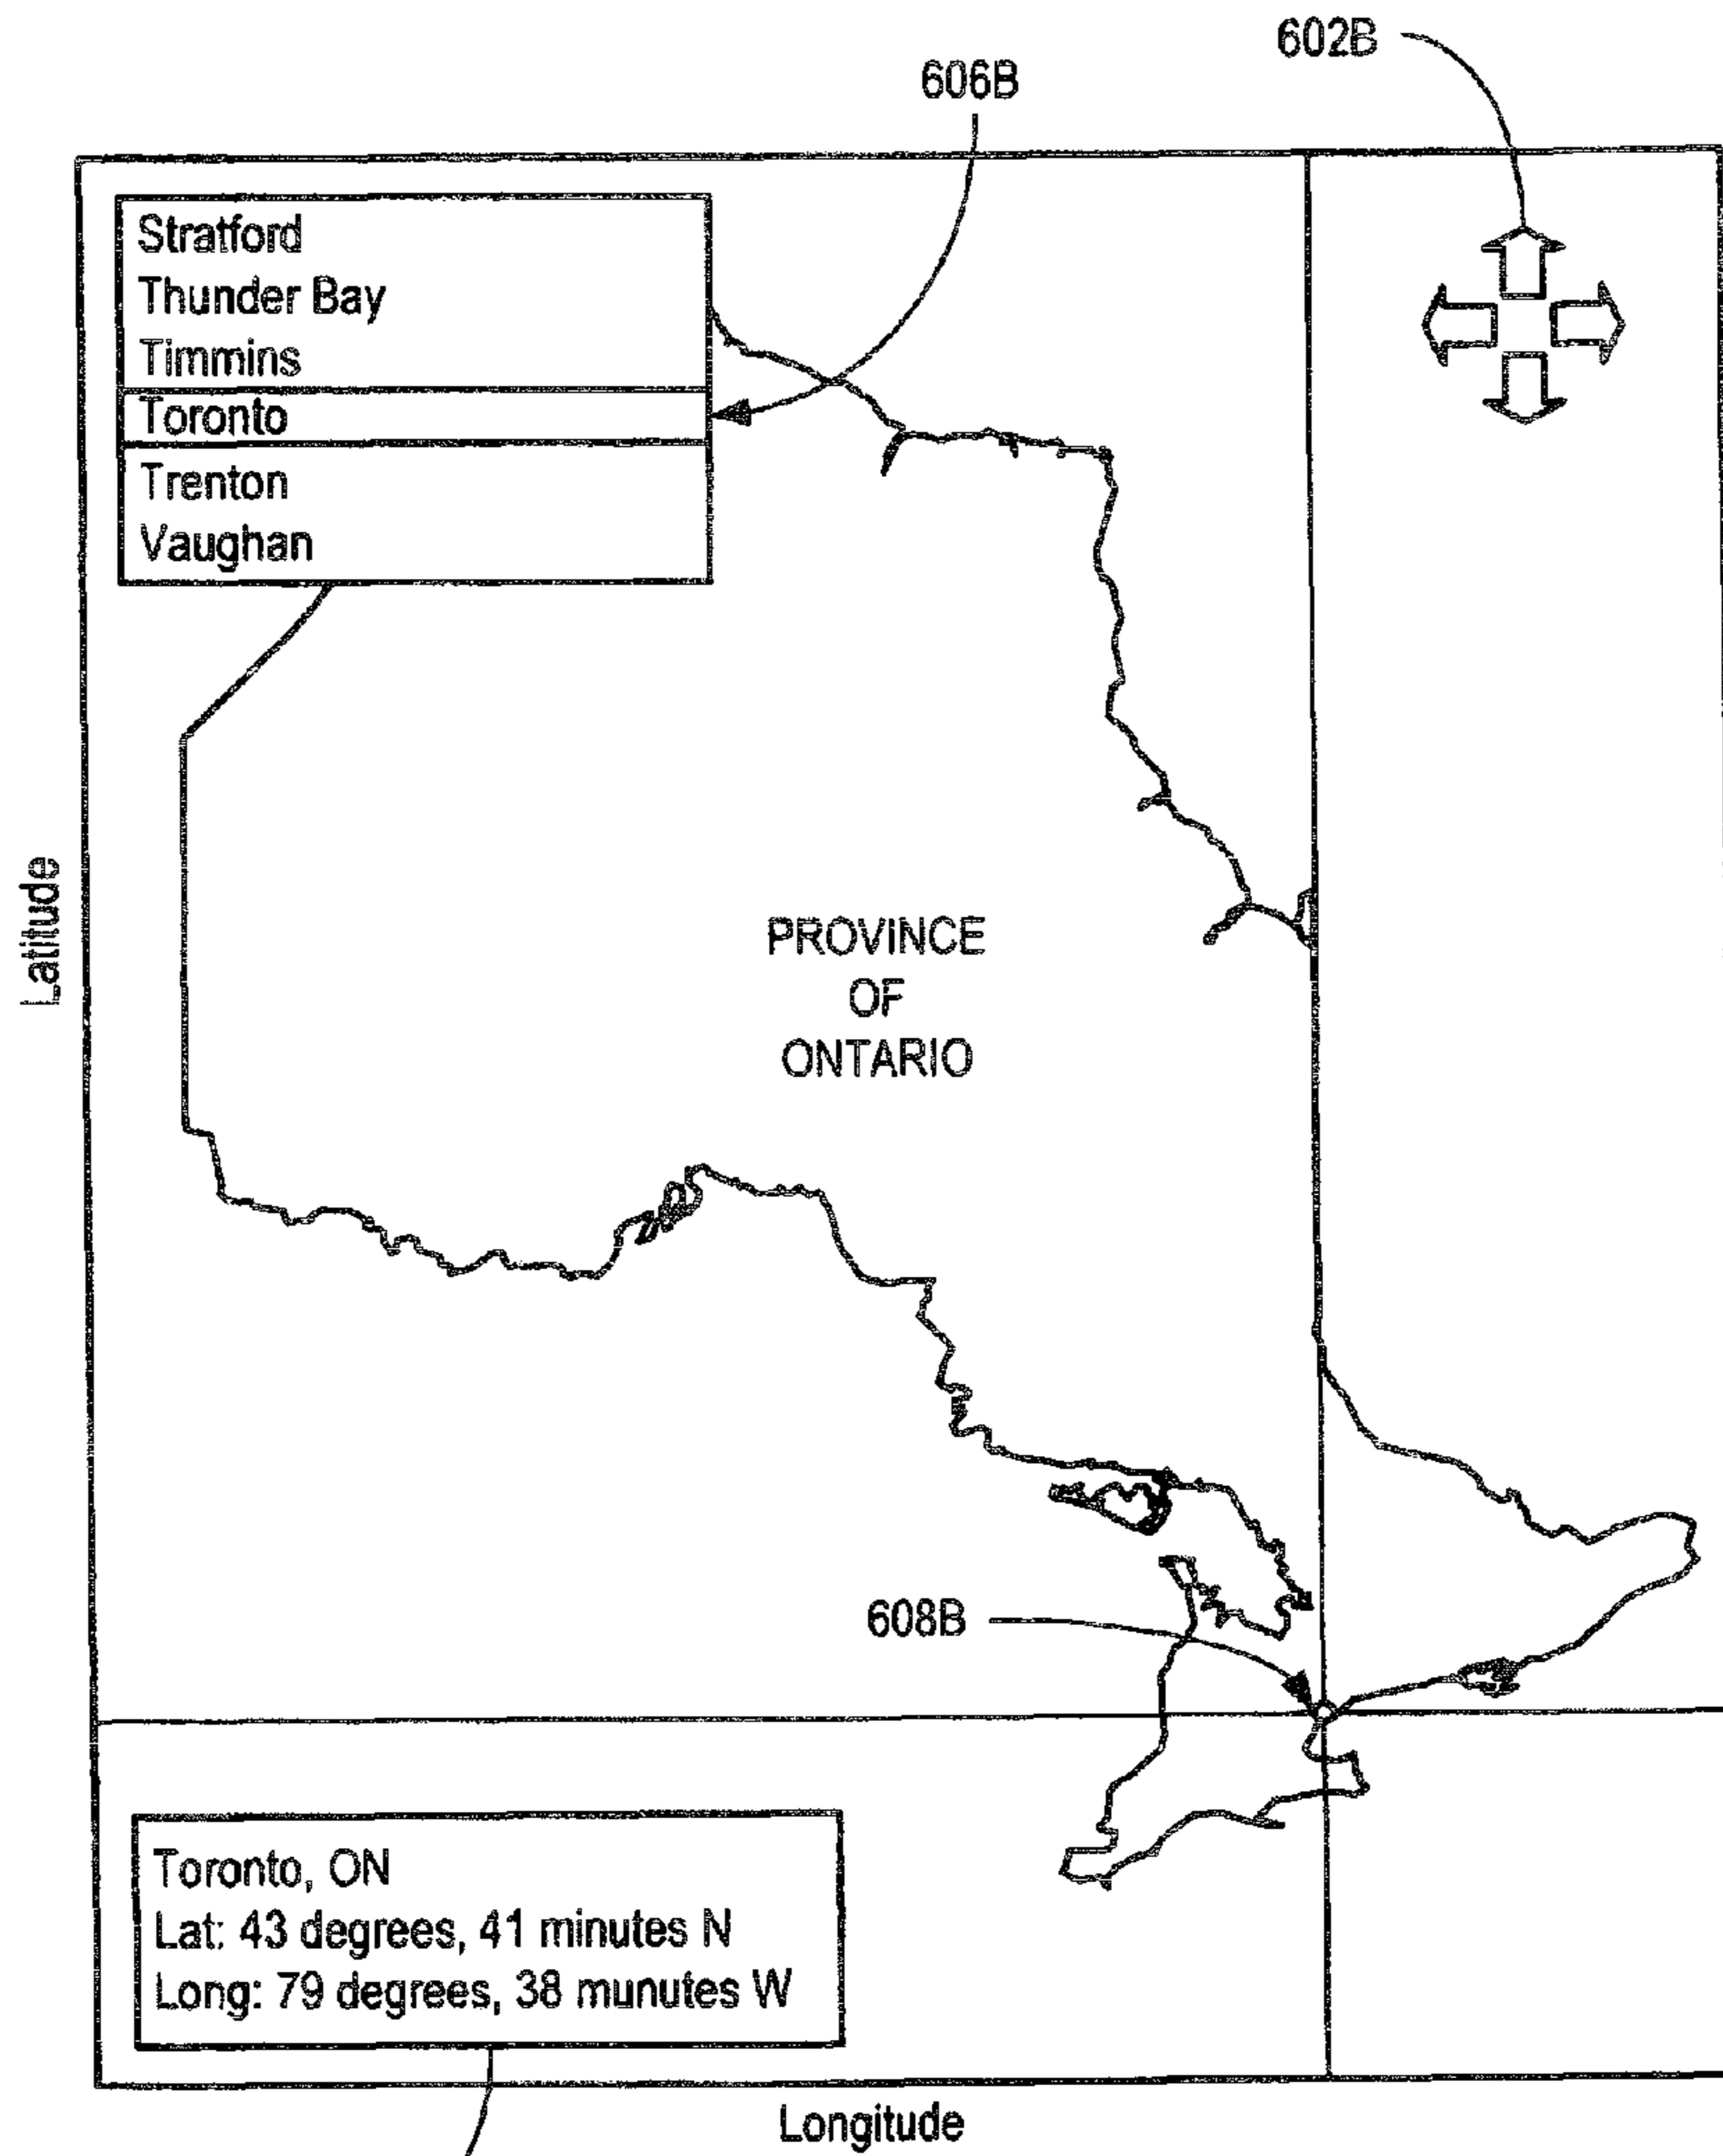 602B
606B
Stratford
Thunder Bay
Timmins
Toronto
Trenton
Vaughan
Latitude
PROVINCE
OF
ONTARIO
608B
Toronto, ON
Lat: 43 degrees, 41 minutes N
Long: 79 degrees, 38 munutes W
Longitude